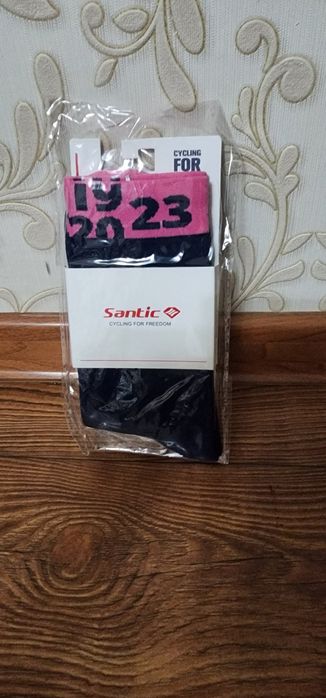 CYCLING
FOR
19
23
20
Santic
CYCLING FOR FREEDOM